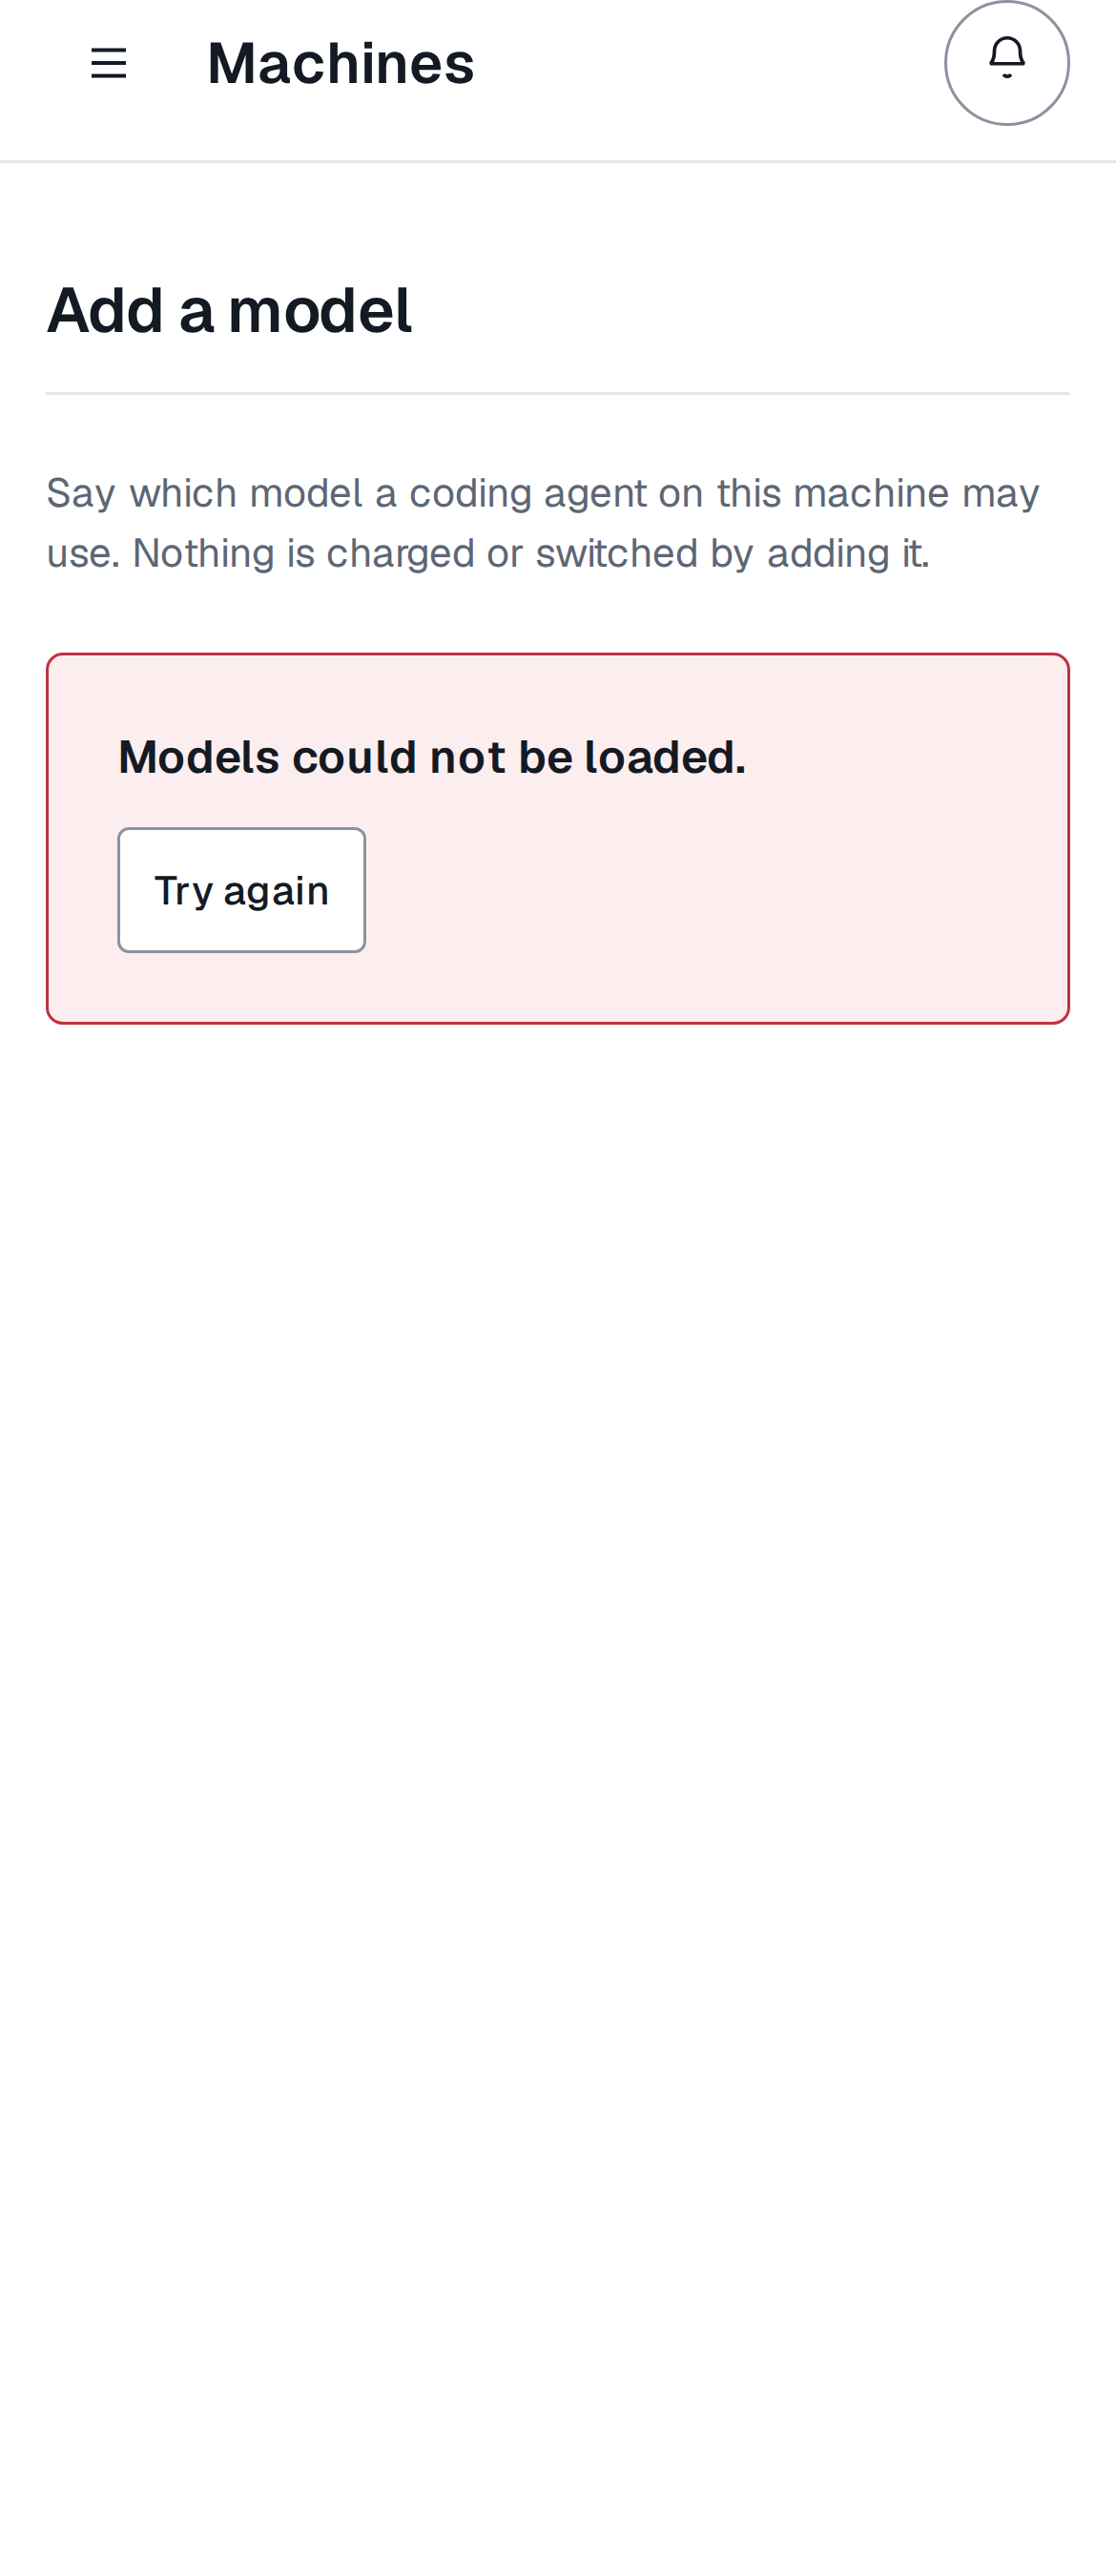 Machines
Add a model
Say which model a coding agent on this machine may
use. Nothing is charged or switched by adding it.
Models could not be loaded.
Try again